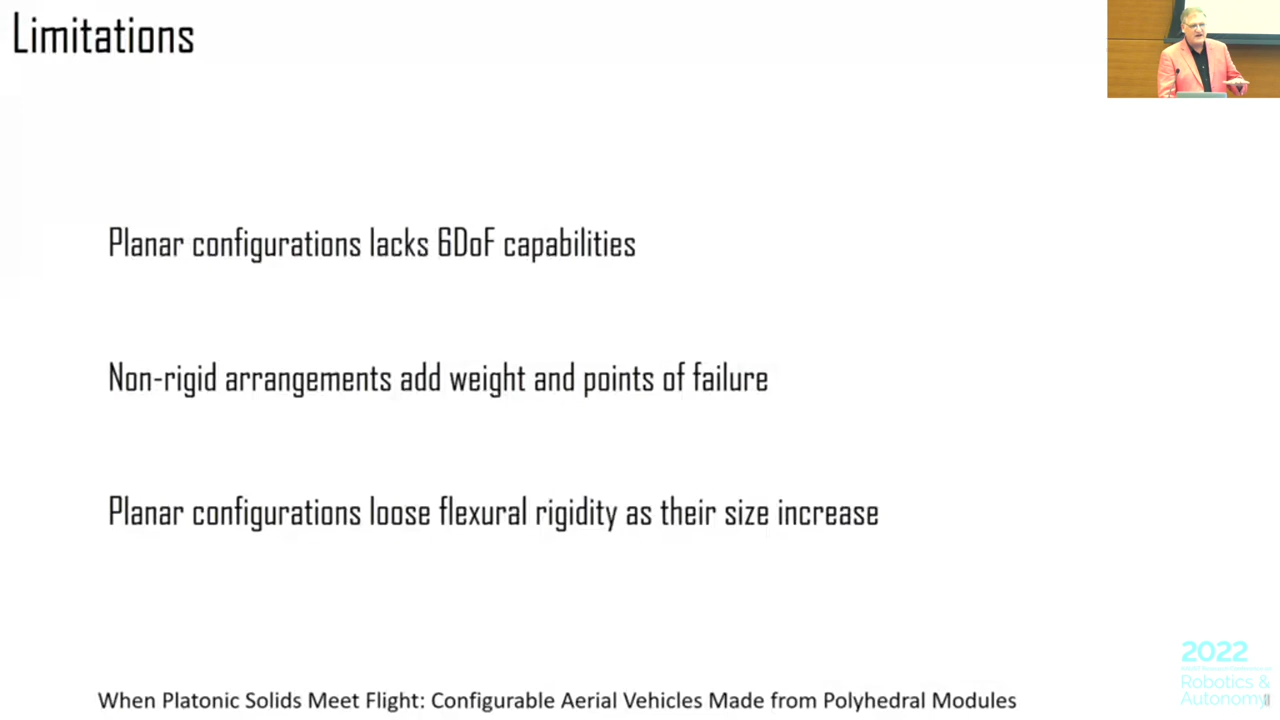 Limitations
Planar configurations lacks 6DoF capabilities
Non-rigid arrangements add weight and points of failure
Planar configurations loose flexural rigidity as their size increase
When Platonic Solids Meet Flight: Configurable Aerial Vehicles Made from Polyhedral Modules
2022
Robotics &
Autonomy